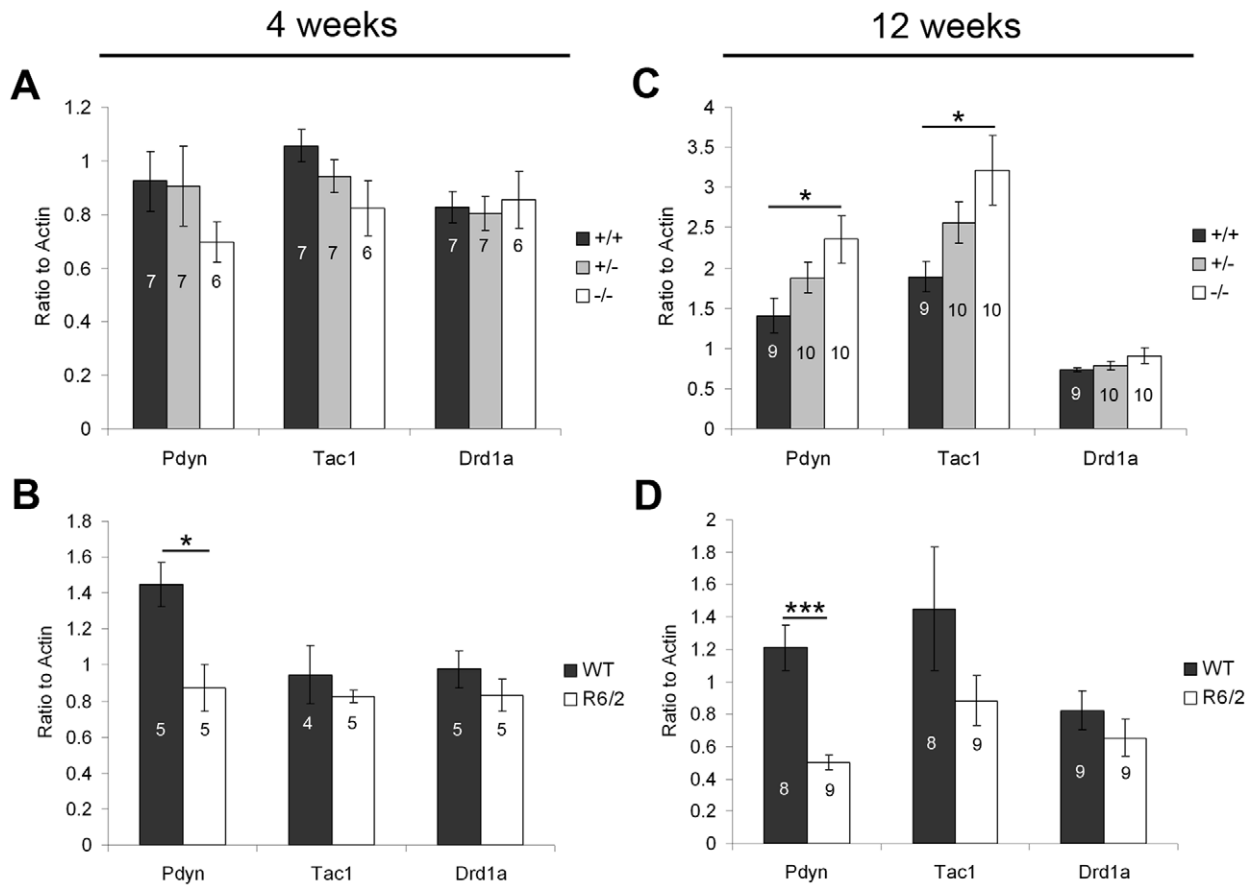 4 weeks
12 weeks
A
Ratio to Actin
1.2
1
0.8
0.6
0.4
0.2
0
7
7
6
7
7
6
7
7
6
Pdyn
Tac1
Drd1a
+/+
+/-
-/-
C
Ratio to Actin
4
3.5
3
2.5
2
1.5
1
0.5
0
*
*
9
10
10
9
10
10
9
10
10
Pdyn
Tac1
Drd1a
+/+
+/-
-/-
B
Ratio to Actin
1.8
1.6
1.4
1.2
1
0.8
0.6
0.4
0.2
0
*
5
5
4
5
5
5
Pdyn
Tac1
Drd1a
WT
R6/2
D
Ratio to Actin
2
1.8
1.6
1.4
1.2
1
0.8
0.6
0.4
0.2
0
***
8
9
8
9
9
9
Pdyn
Tac1
Drd1a
WT
R6/2